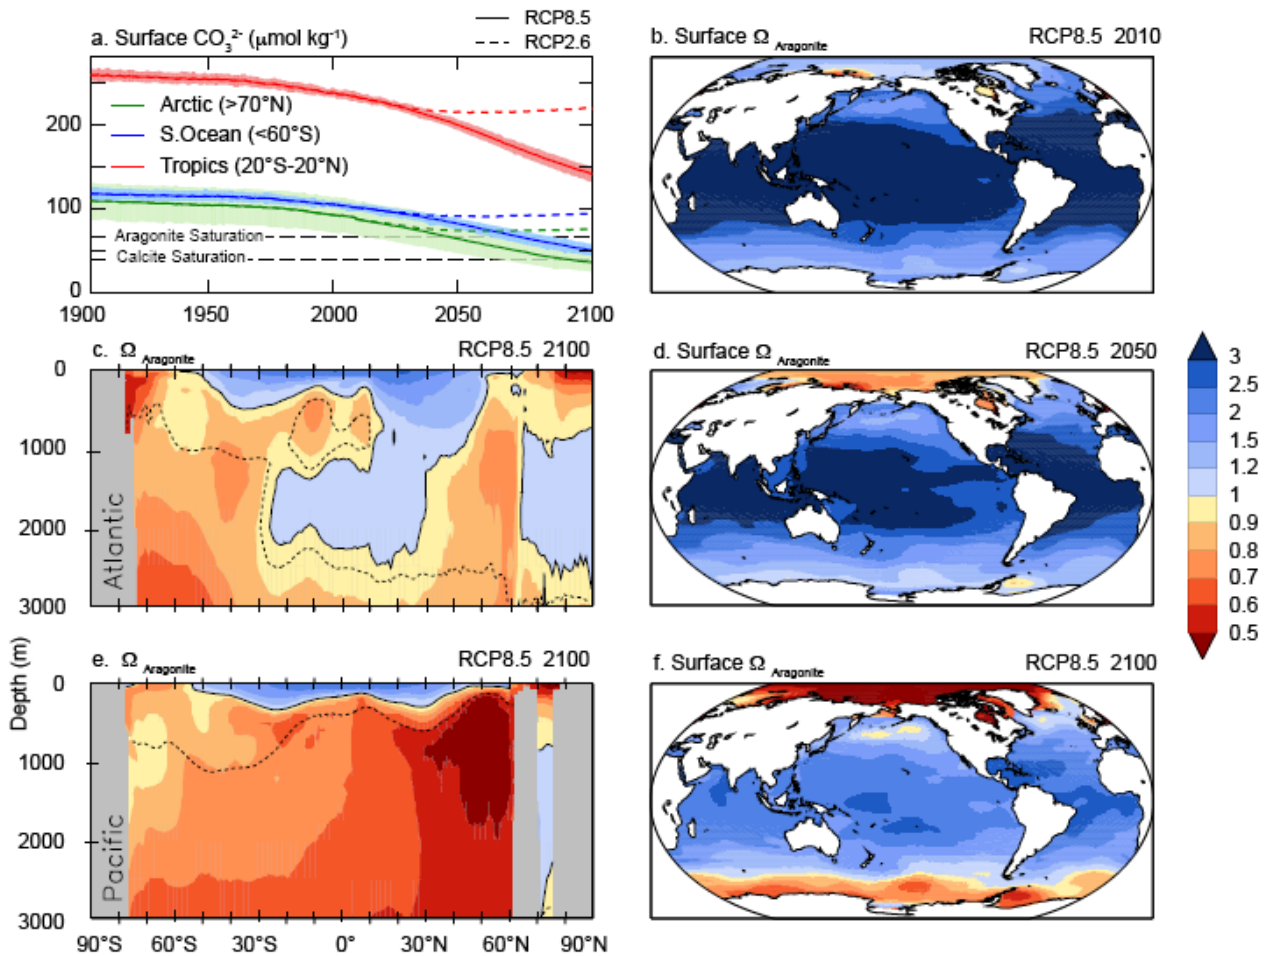 RCP8.5
RCP2.6
a. Surface CO₃²⁻ (μmol kg⁻¹)
200
100
0
Arctic (>70°N)
S.Ocean (<60°S)
Tropics (20°S-20°N)
Aragonite Saturation
Calcite Saturation
1900 1950 2000 2050 2100
b. Surface Ω Aragonite RCP8.5 2010
c. Ω Aragonite RCP8.5 2100
0
1000
2000
3000
Atlantic
d. Surface Ω Aragonite RCP8.5 2050
3
2.5
2
1.5
1.2
1
0.9
0.8
0.7
0.6
0.5
e. Ω Aragonite RCP8.5 2100
Depth (m)
0
1000
2000
3000
Pacific
90°S 60°S 30°S 0° 30°N 60°N 90°N
f. Surface Ω Aragonite RCP8.5 2100